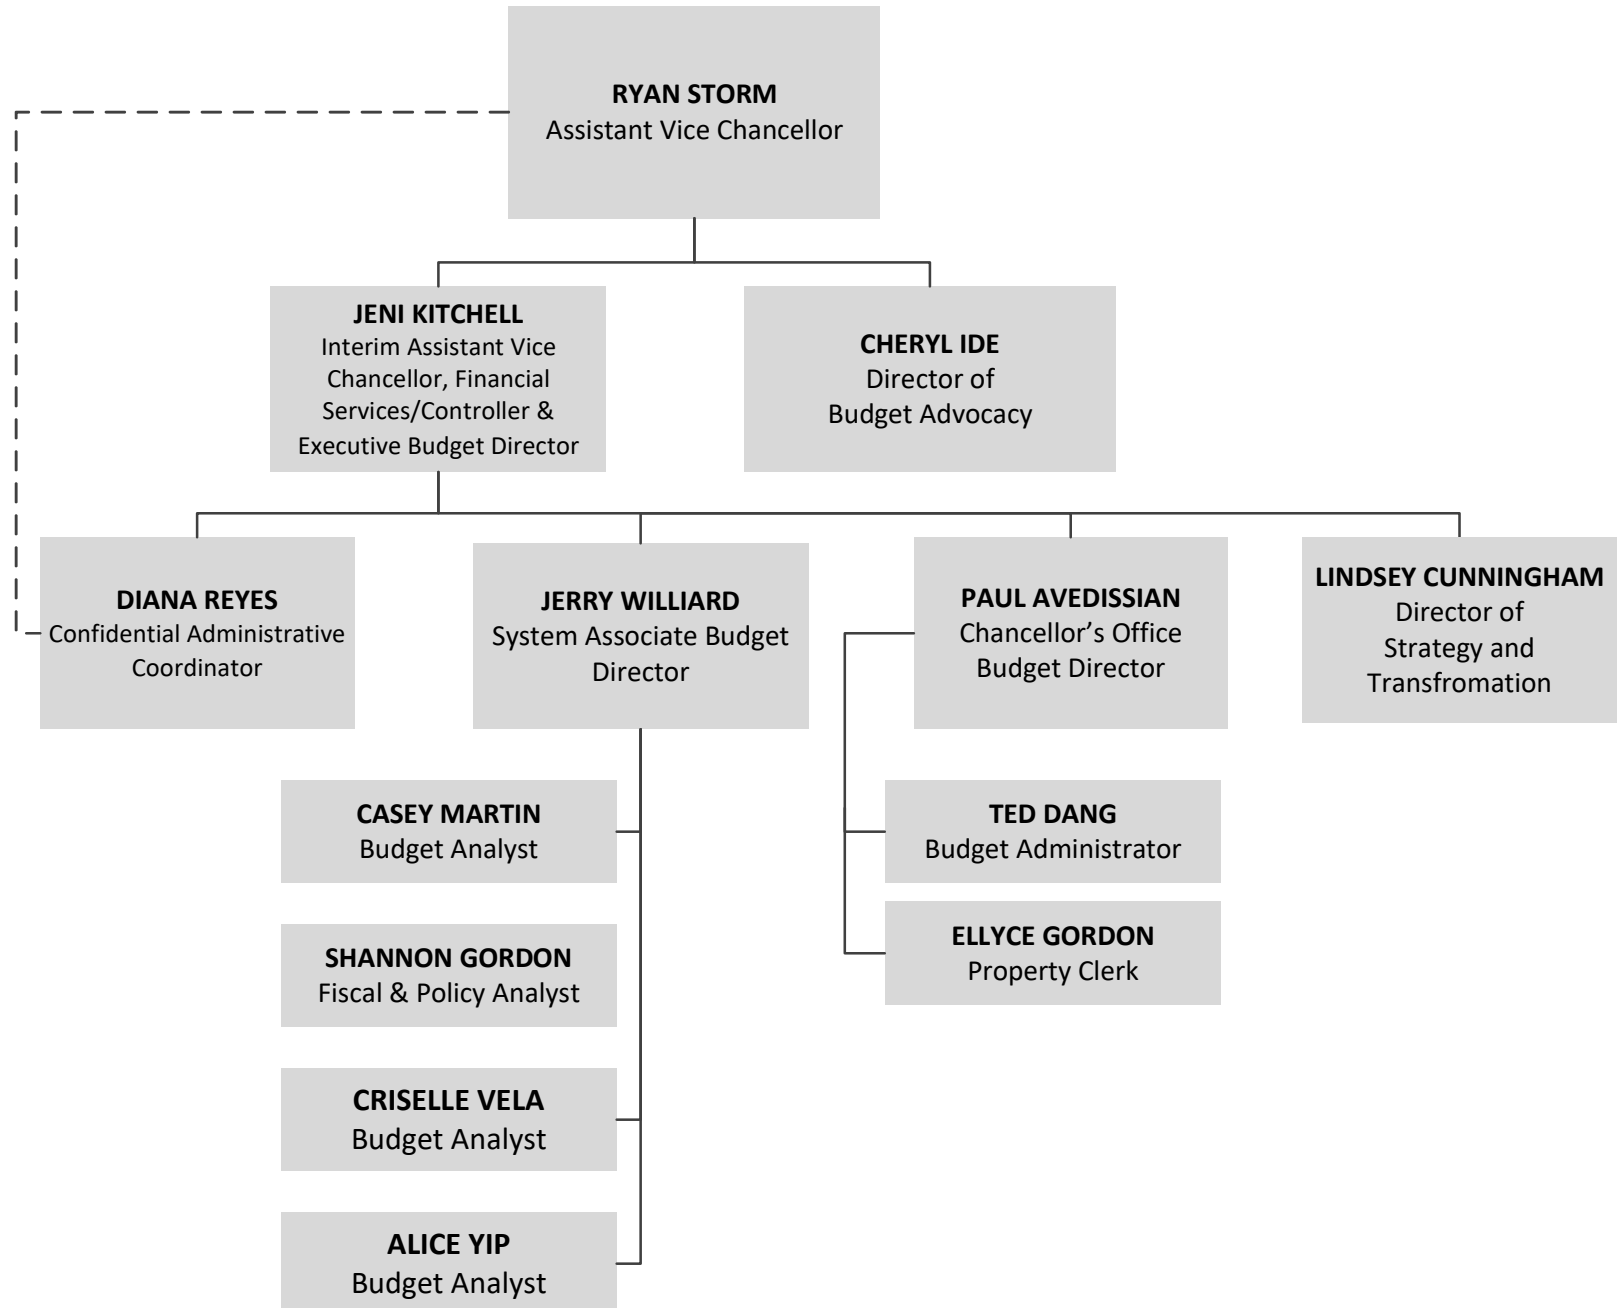 RYAN STORM
Assistant Vice Chancellor
JENI KITCHELL
Interim Assistant Vice
Chancellor, Financial
Services/Controller &
Executive Budget Director
CHERYL IDE
Director of
Budget Advocacy
DIANA REYES
Confidential Administrative
Coordinator
JERRY WILLIARD
System Associate Budget
Director
PAUL AVEDISSIAN
Chancellor’s Office
Budget Director
LINDSEY CUNNINGHAM
Director of
Strategy and
Transfromation
CASEY MARTIN
Budget Analyst
TED DANG
Budget Administrator
SHANNON GORDON
Fiscal & Policy Analyst
ELLYCE GORDON
Property Clerk
CRISELLE VELA
Budget Analyst
ALICE YIP
Budget Analyst